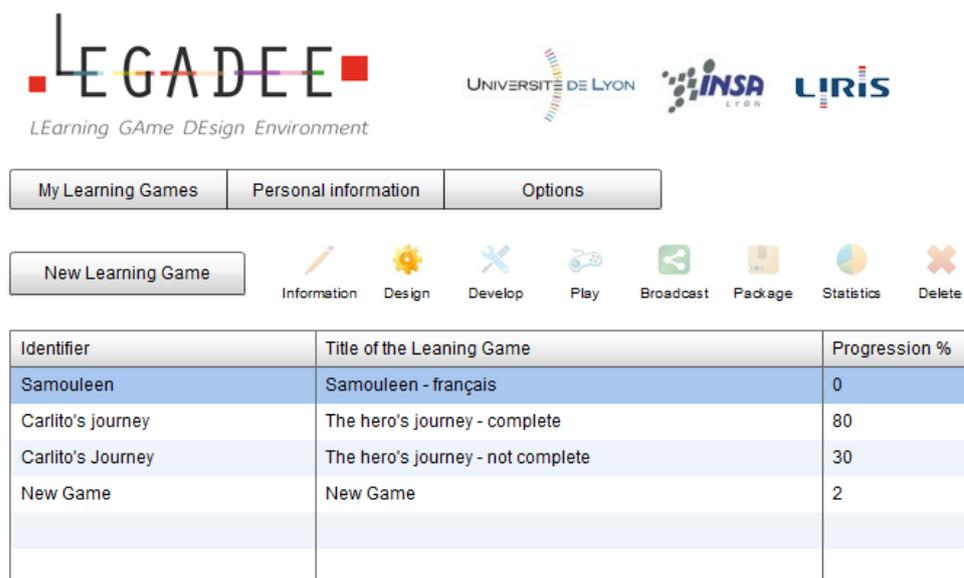 LEGADEE
LEarning GAme DEsign Environment
UNIVERSITÉ DE LYON
INSA
LYON
LIRIS
My Learning Games Personal information Options
New Learning Game Information Design Develop Play Broadcast Package Statistics Delete
Identifier Title of the Leaning Game Progression %
Samouleen Samouleen - français 0
Carlito's journey The hero's journey - complete 80
Carlito's Journey The hero's journey - not complete 30
New Game New Game 2